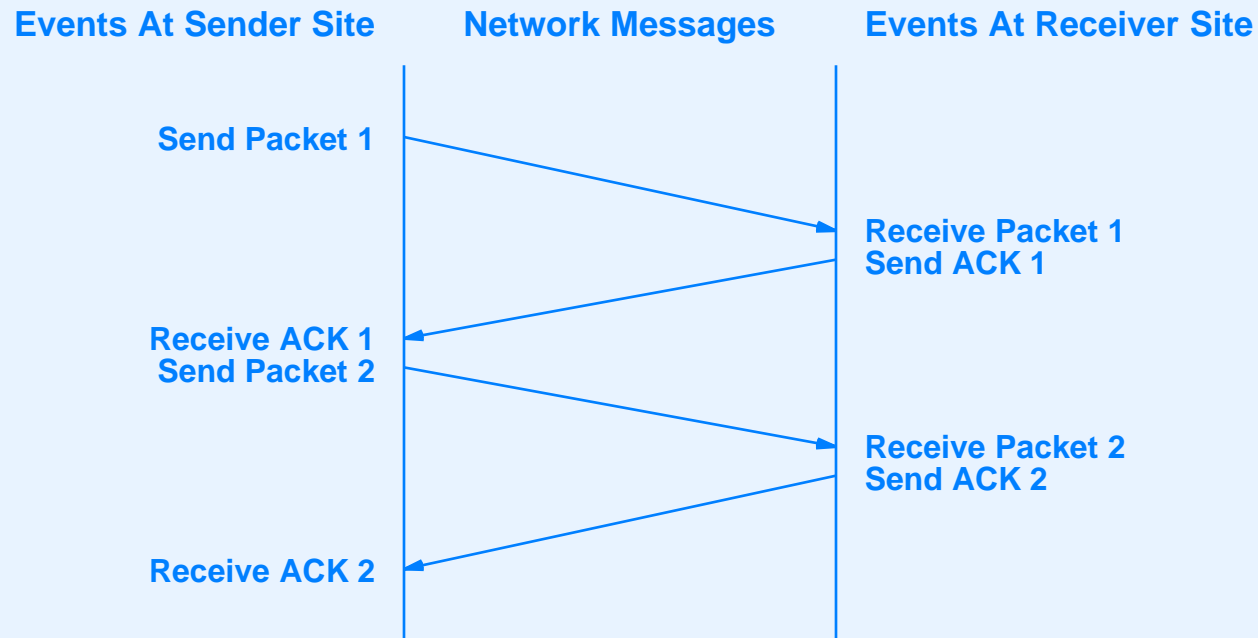 Events At Sender Site
Network Messages
Events At Receiver Site
Send Packet 1
Receive Packet 1
Send ACK 1
Receive ACK 1
Send Packet 2
Receive Packet 2
Send ACK 2
Receive ACK 2